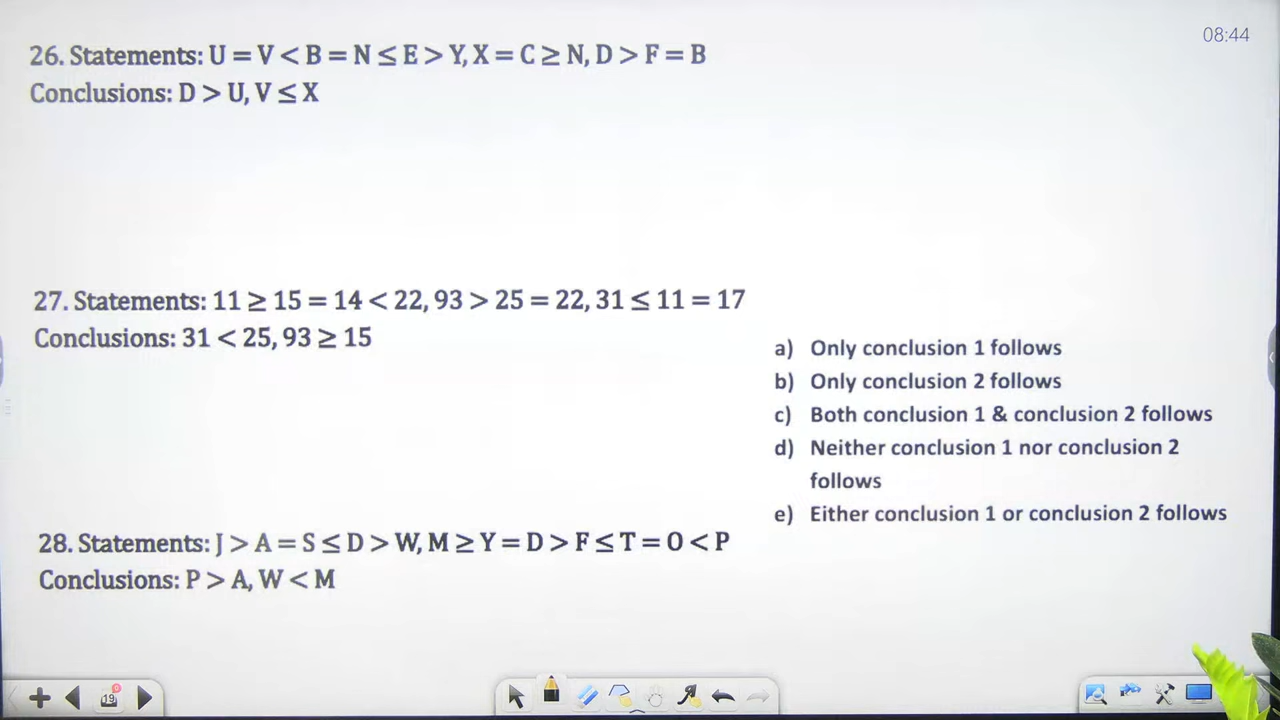 08:44
26. Statements: U = V < B = N ≤ E > Y, X = C ≥ N, D > F = B
Conclusions: D > U, V ≤ X
27. Statements: 11 ≥ 15 = 14 < 22, 93 > 25 = 22, 31 ≤ 11 = 17
Conclusions: 31 < 25, 93 ≥ 15
a) Only conclusion 1 follows
b) Only conclusion 2 follows
c) Both conclusion 1 & conclusion 2 follows
d) Neither conclusion 1 nor conclusion 2
follows
e) Either conclusion 1 or conclusion 2 follows
28. Statements: J > A = S ≤ D > W, M ≥ Y = D > F ≤ T = O < P
Conclusions: P > A, W < M
19